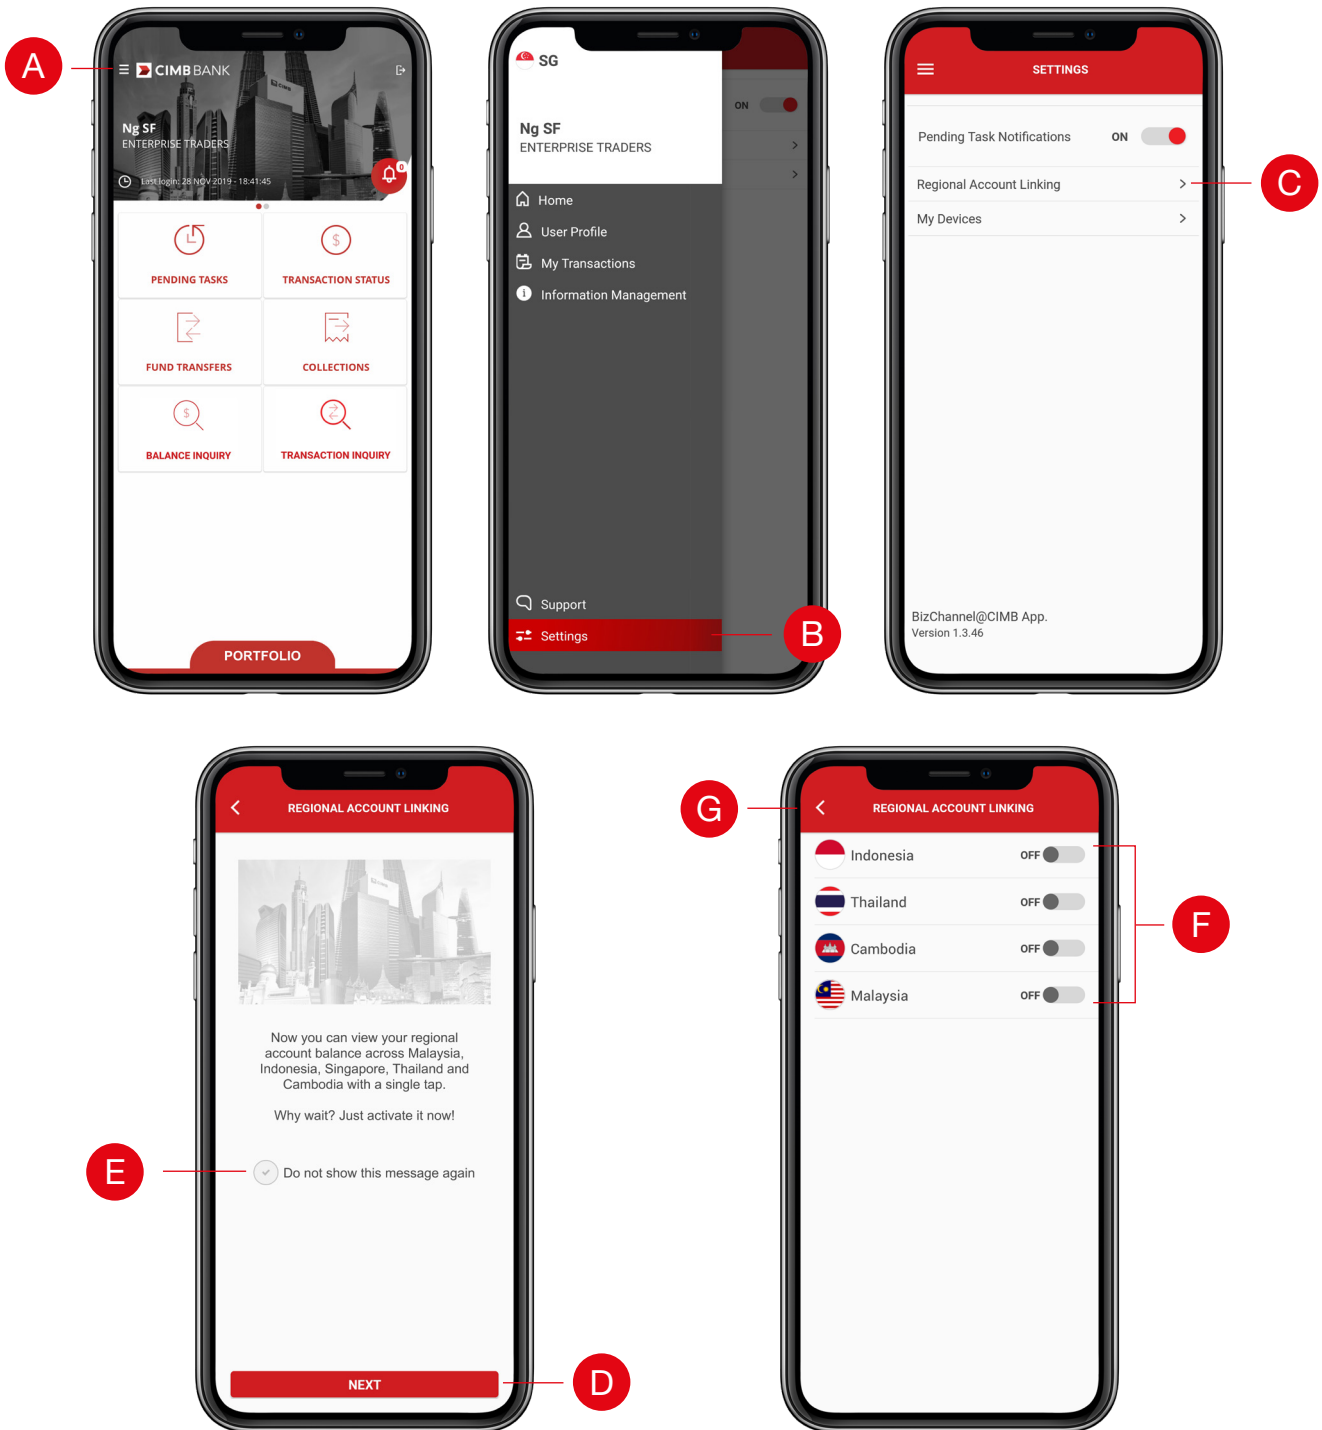 A
CIMB BANK
Ng SF
ENTERPRISE TRADERS
Last login: 28 NOV 2019 - 18:41:45
0
PENDING TASKS
TRANSACTION STATUS
FUND TRANSFERS
COLLECTIONS
BALANCE INQUIRY
TRANSACTION INQUIRY
PORTFOLIO
SG
ON
Ng SF
ENTERPRISE TRADERS
Home
User Profile
My Transactions
Information Management
Support
Settings
B
SETTINGS
Pending Task Notifications ON
Regional Account Linking
C
My Devices
BizChannel@CIMB App.
Version 1.3.46
REGIONAL ACCOUNT LINKING
Now you can view your regional
account balance across Malaysia,
Indonesia, Singapore, Thailand and
Cambodia with a single tap.
Why wait? Just activate it now!
E
Do not show this message again
NEXT
D
G
REGIONAL ACCOUNT LINKING
Indonesia OFF
Thailand OFF
F
Cambodia OFF
Malaysia OFF